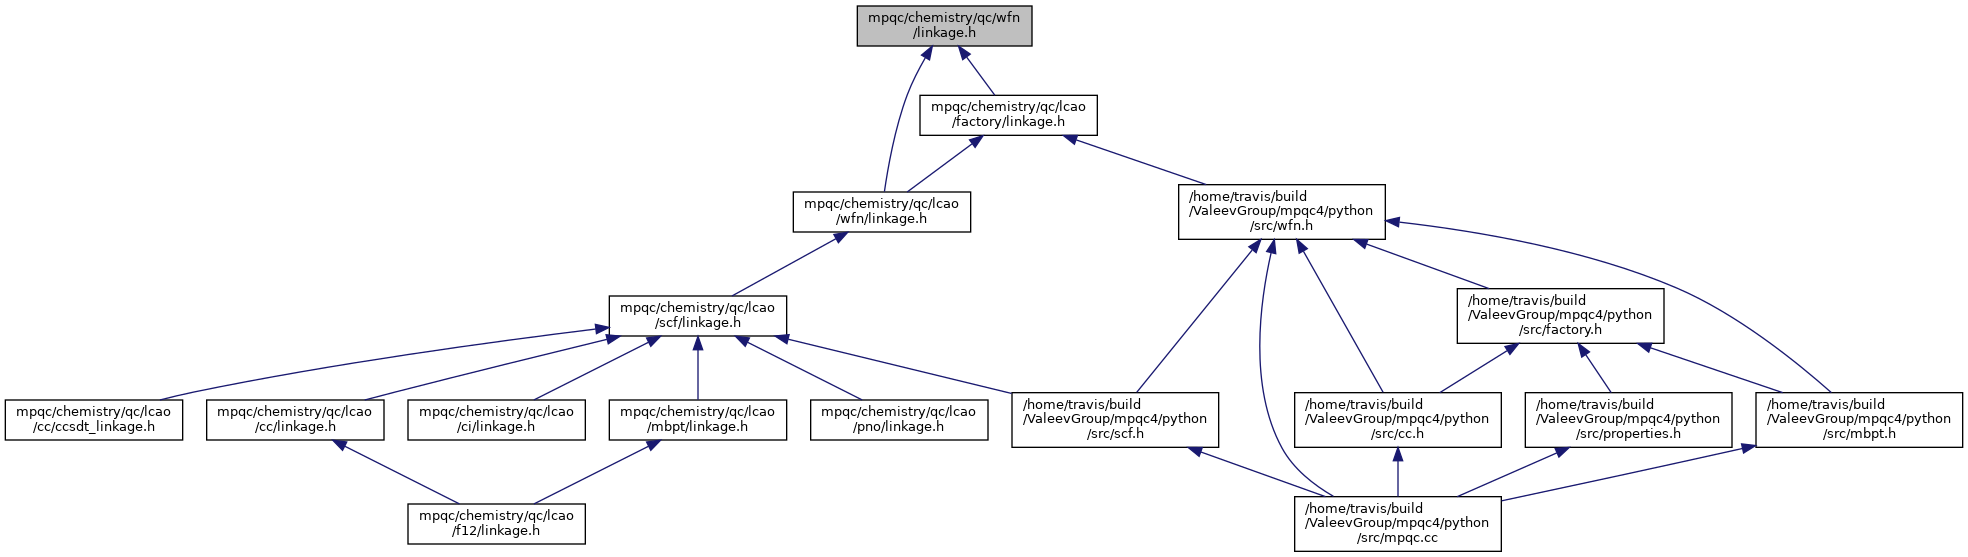 mpqc/chemistry/qc/wfn
/linkage.h
mpqc/chemistry/qc/lcao
/factory/linkage.h
mpqc/chemistry/qc/lcao
/wfn/linkage.h
/home/travis/build
/ValeevGroup/mpqc4/python
/src/wfn.h
mpqc/chemistry/qc/lcao
/scf/linkage.h
/home/travis/build
/ValeevGroup/mpqc4/python
/src/factory.h
mpqc/chemistry/qc/lcao
/cc/ccsdt_linkage.h
mpqc/chemistry/qc/lcao
/cc/linkage.h
mpqc/chemistry/qc/lcao
/ci/linkage.h
mpqc/chemistry/qc/lcao
/mbpt/linkage.h
mpqc/chemistry/qc/lcao
/pno/linkage.h
/home/travis/build
/ValeevGroup/mpqc4/python
/src/scf.h
/home/travis/build
/ValeevGroup/mpqc4/python
/src/cc.h
/home/travis/build
/ValeevGroup/mpqc4/python
/src/properties.h
/home/travis/build
/ValeevGroup/mpqc4/python
/src/mbpt.h
mpqc/chemistry/qc/lcao
/f12/linkage.h
/home/travis/build
/ValeevGroup/mpqc4/python
/src/mpqc.cc